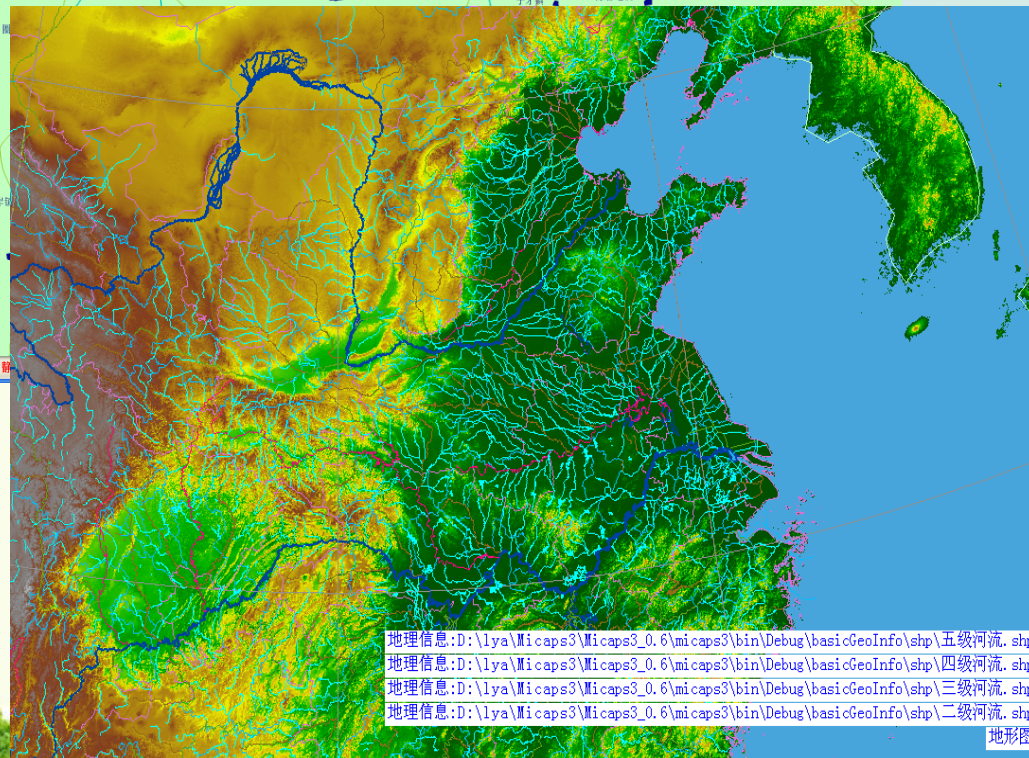 静
地理信息:D:\lya\Micaps3\Micaps3_0.6\micaps3\bin\Debug\basicGeoInfo\shp\五级河流.shp
地理信息:D:\lya\Micaps3\Micaps3_0.6\micaps3\bin\Debug\basicGeoInfo\shp\四级河流.shp
地理信息:D:\lya\Micaps3\Micaps3_0.6\micaps3\bin\Debug\basicGeoInfo\shp\三级河流.shp
地理信息:D:\lya\Micaps3\Micaps3_0.6\micaps3\bin\Debug\basicGeoInfo\shp\二级河流.shp
地形图